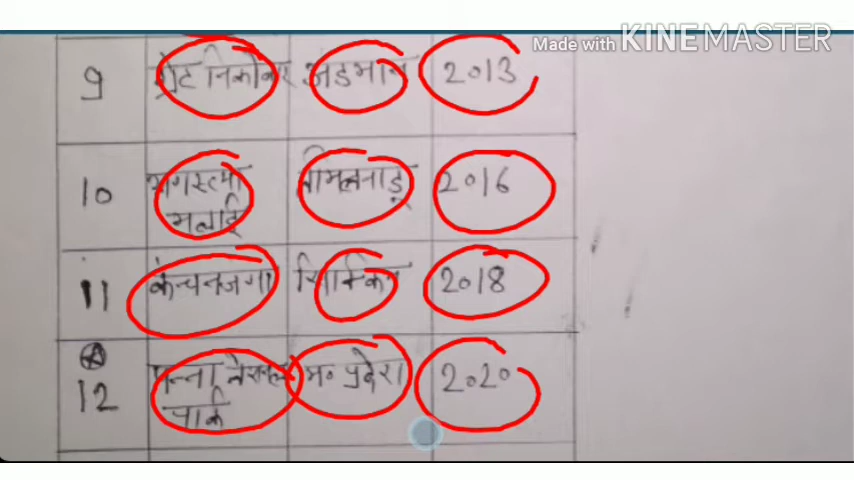 Made with KINEMASTER
9 ग्रेट निकोबार अंडमान 2013
10 अगस्त्या तमिलनाडू 2016
मलाई
11 कंचनजंगा सिक्किम 2018
12 पन्ना नेशनल म० प्रदेश 2020
पार्क